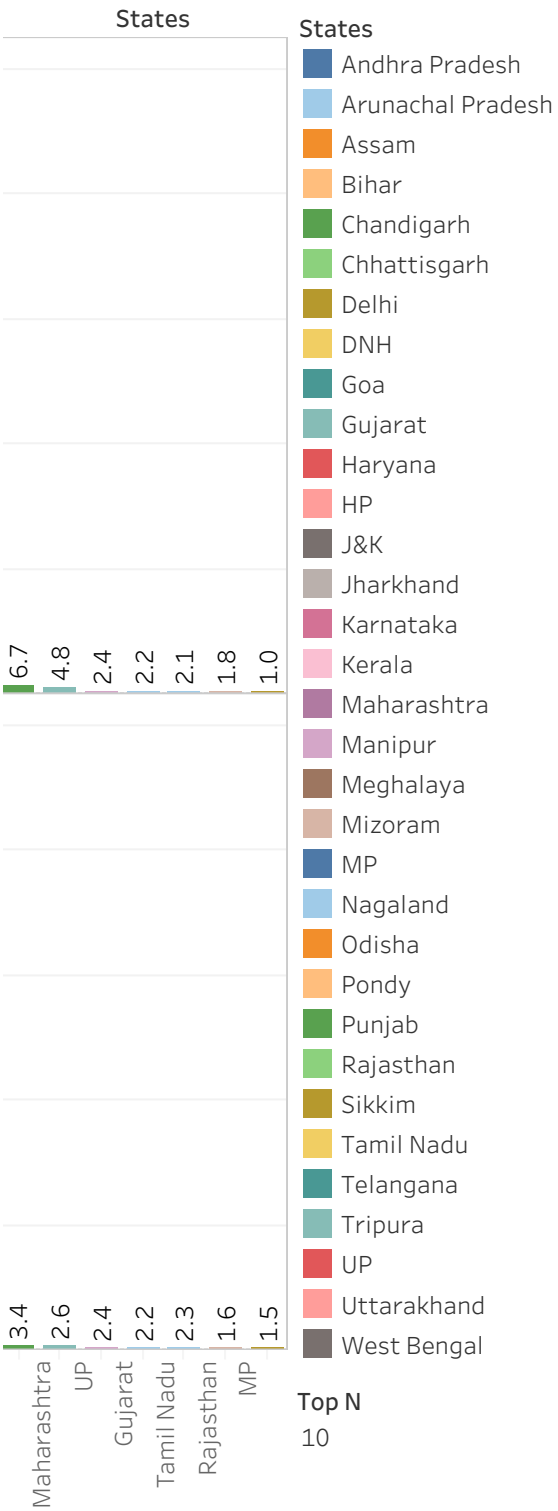 States
6.7
4.8
2.4
2.2
2.1
1.8
1.0
3.4
2.6
2.4
2.2
2.3
1.6
1.5
Maharashtra
UP
Gujarat
Tamil Nadu
Rajasthan
MP
States
Andhra Pradesh
Arunachal Pradesh
Assam
Bihar
Chandigarh
Chhattisgarh
Delhi
DNH
Goa
Gujarat
Haryana
HP
J&K
Jharkhand
Karnataka
Kerala
Maharashtra
Manipur
Meghalaya
Mizoram
MP
Nagaland
Odisha
Pondy
Punjab
Rajasthan
Sikkim
Tamil Nadu
Telangana
Tripura
UP
Uttarakhand
West Bengal
Top N
10